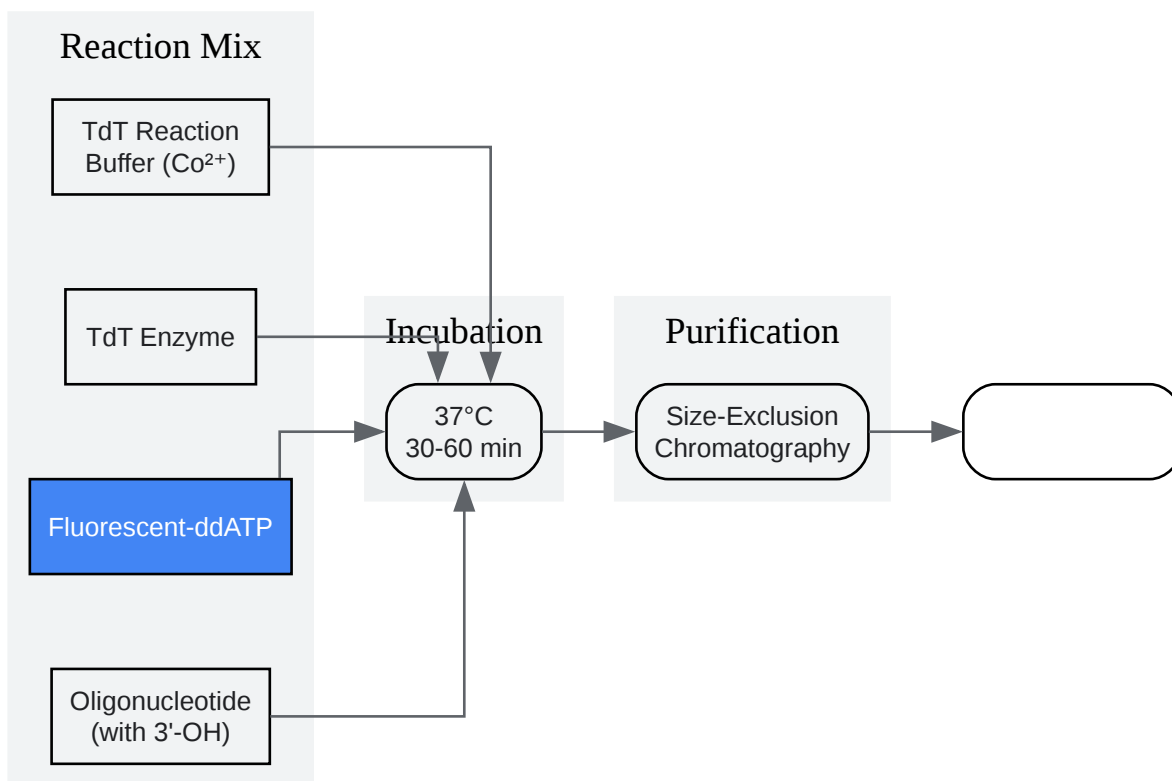 Reaction Mix
TdT Reaction
Buffer (Co²⁺)
TdT Enzyme
Fluorescent-ddATP
Oligonucleotide
(with 3'-OH)
Incubation
37°C
30-60 min
Purification
Size-Exclusion
Chromatography